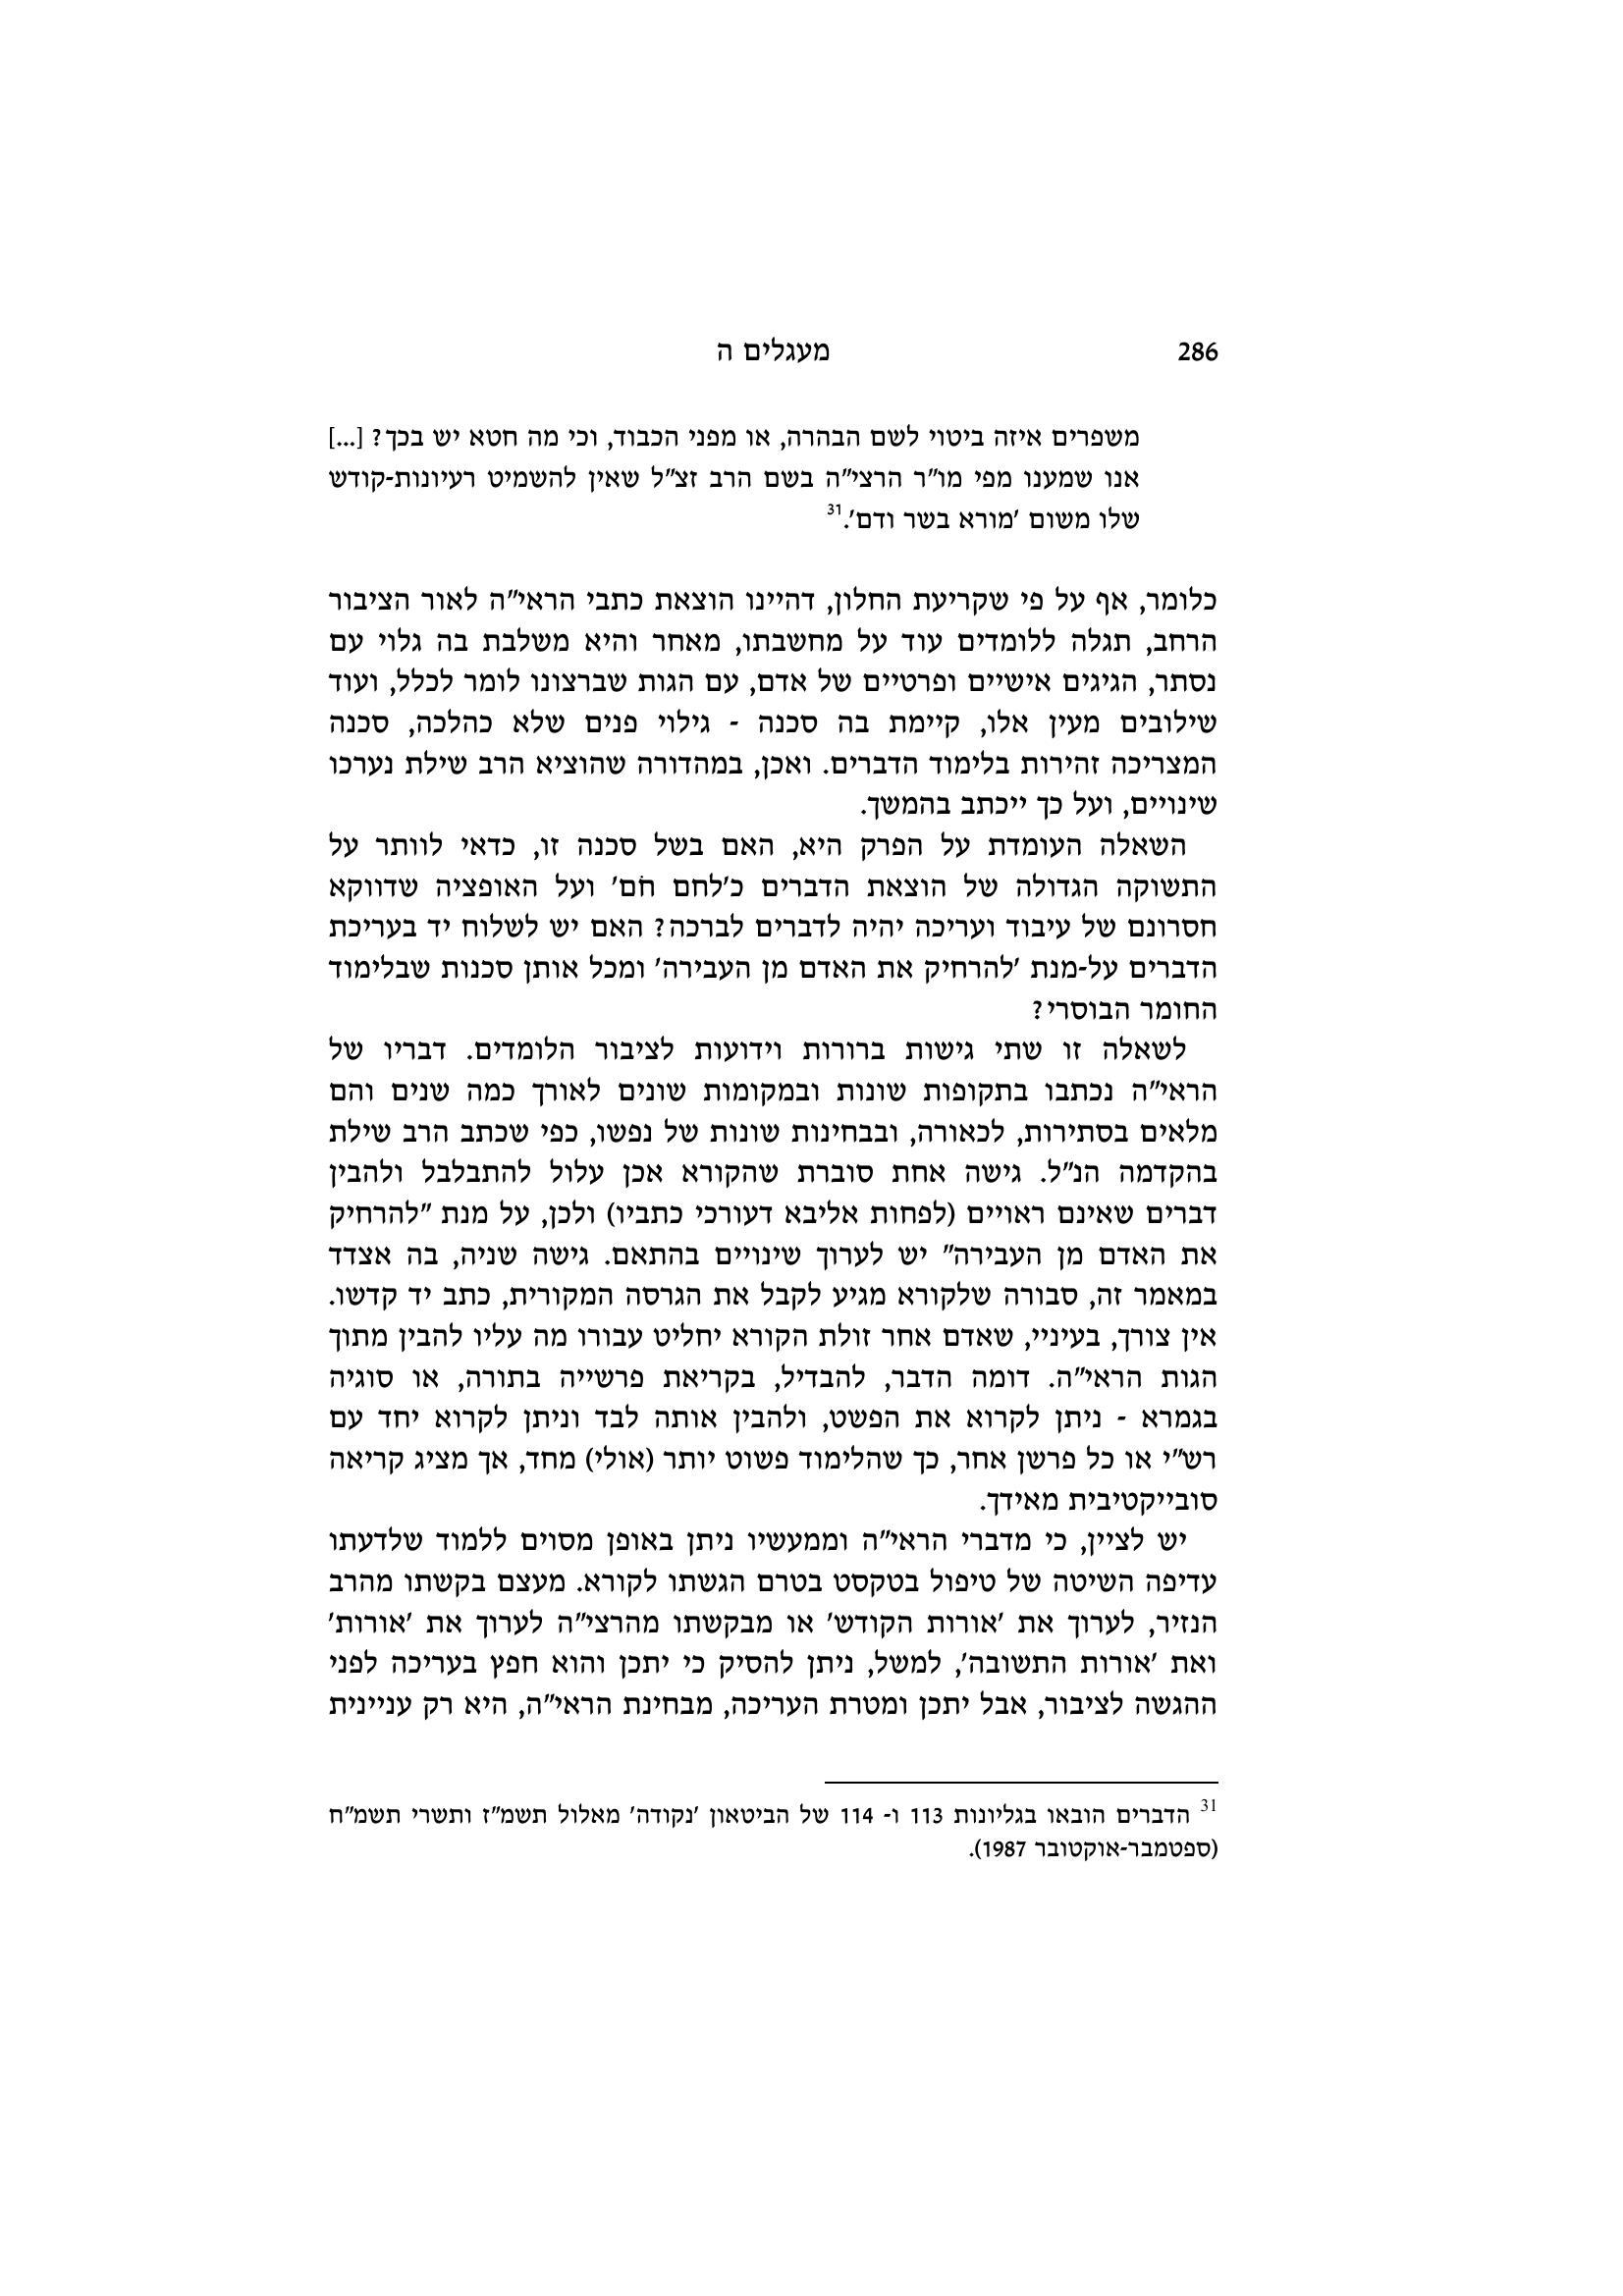 286 מעגלים ה
משפרים איזה ביטוי לשם הבהרה, או מפני הכבוד, וכי מה חטא יש בכך? [...]
אנו שמענו מפי מו"ר הרצי"ה בשם הרב זצ"ל שאין להשמיט רעיונות-קודש
שלו משום 'מורא בשר ודם'.31
כלומר, אף על פי שקריעת החלון, דהיינו הוצאת כתבי הראי"ה לאור הציבור
הרחב, תגלה ללומדים עוד על מחשבתו, מאחר והיא משלבת בה גלוי עם
נסתר, הגיגים אישיים ופרטיים של אדם, עם הגות שברצונו לומר לכלל, ועוד
שילובים מעין אלו, קיימת בה סכנה - גילוי פנים שלא כהלכה, סכנה
המצריכה זהירות בלימוד הדברים. ואכן, במהדורה שהוציא הרב שילת נערכו
שינויים, ועל כך ייכתב בהמשך.
השאלה העומדת על הפרק היא, האם בשל סכנה זו, כדאי לוותר על
התשוקה הגדולה של הוצאת הדברים כ'לחם חֹם' ועל האופציה שדווקא
חסרונם של עיבוד ועריכה יהיה לדברים לברכה? האם יש לשלוח יד בעריכת
הדברים על-מנת 'להרחיק את האדם מן העבירה' ומכל אותן סכנות שבלימוד
החומר הבוסרי?
לשאלה זו שתי גישות ברורות וידועות לציבור הלומדים. דבריו של
הראי"ה נכתבו בתקופות שונות ובמקומות שונים לאורך כמה שנים והם
מלאים בסתירות, לכאורה, ובבחינות שונות של נפשו, כפי שכתב הרב שילת
בהקדמה הנ"ל. גישה אחת סוברת שהקורא אכן עלול להתבלבל ולהבין
דברים שאינם ראויים (לפחות אליבא דעורכי כתביו) ולכן, על מנת "להרחיק
את האדם מן העבירה" יש לערוך שינויים בהתאם. גישה שניה, בה אצדד
במאמר זה, סבורה שלקורא מגיע לקבל את הגרסה המקורית, כתב יד קדשו.
אין צורך, בעיניי, שאדם אחר זולת הקורא יחליט עבורו מה עליו להבין מתוך
הגות הראי"ה. דומה הדבר, להבדיל, בקריאת פרשייה בתורה, או סוגיה
בגמרא - ניתן לקרוא את הפשט, ולהבין אותה לבד וניתן לקרוא יחד עם
רש"י או כל פרשן אחר, כך שהלימוד פשוט יותר (אולי) מחד, אך מציג קריאה
סובייקטיבית מאידך.
יש לציין, כי מדברי הראי"ה וממעשיו ניתן באופן מסוים ללמוד שלדעתו
עדיפה השיטה של טיפול בטקסט בטרם הגשתו לקורא. מעצם בקשתו מהרב
הנזיר, לערוך את 'אורות הקודש' או מבקשתו מהרצי"ה לערוך את 'אורות'
ואת 'אורות התשובה', למשל, ניתן להסיק כי יתכן והוא חפץ בעריכה לפני
ההגשה לציבור, אבל יתכן ומטרת העריכה, מבחינת הראי"ה, היא רק עניינית
31 הדברים הובאו בגליונות 113 ו- 114 של הביטאון 'נקודה' מאלול תשמ"ז ותשרי תשמ"ח
(ספטמבר-אוקטובר 1987).